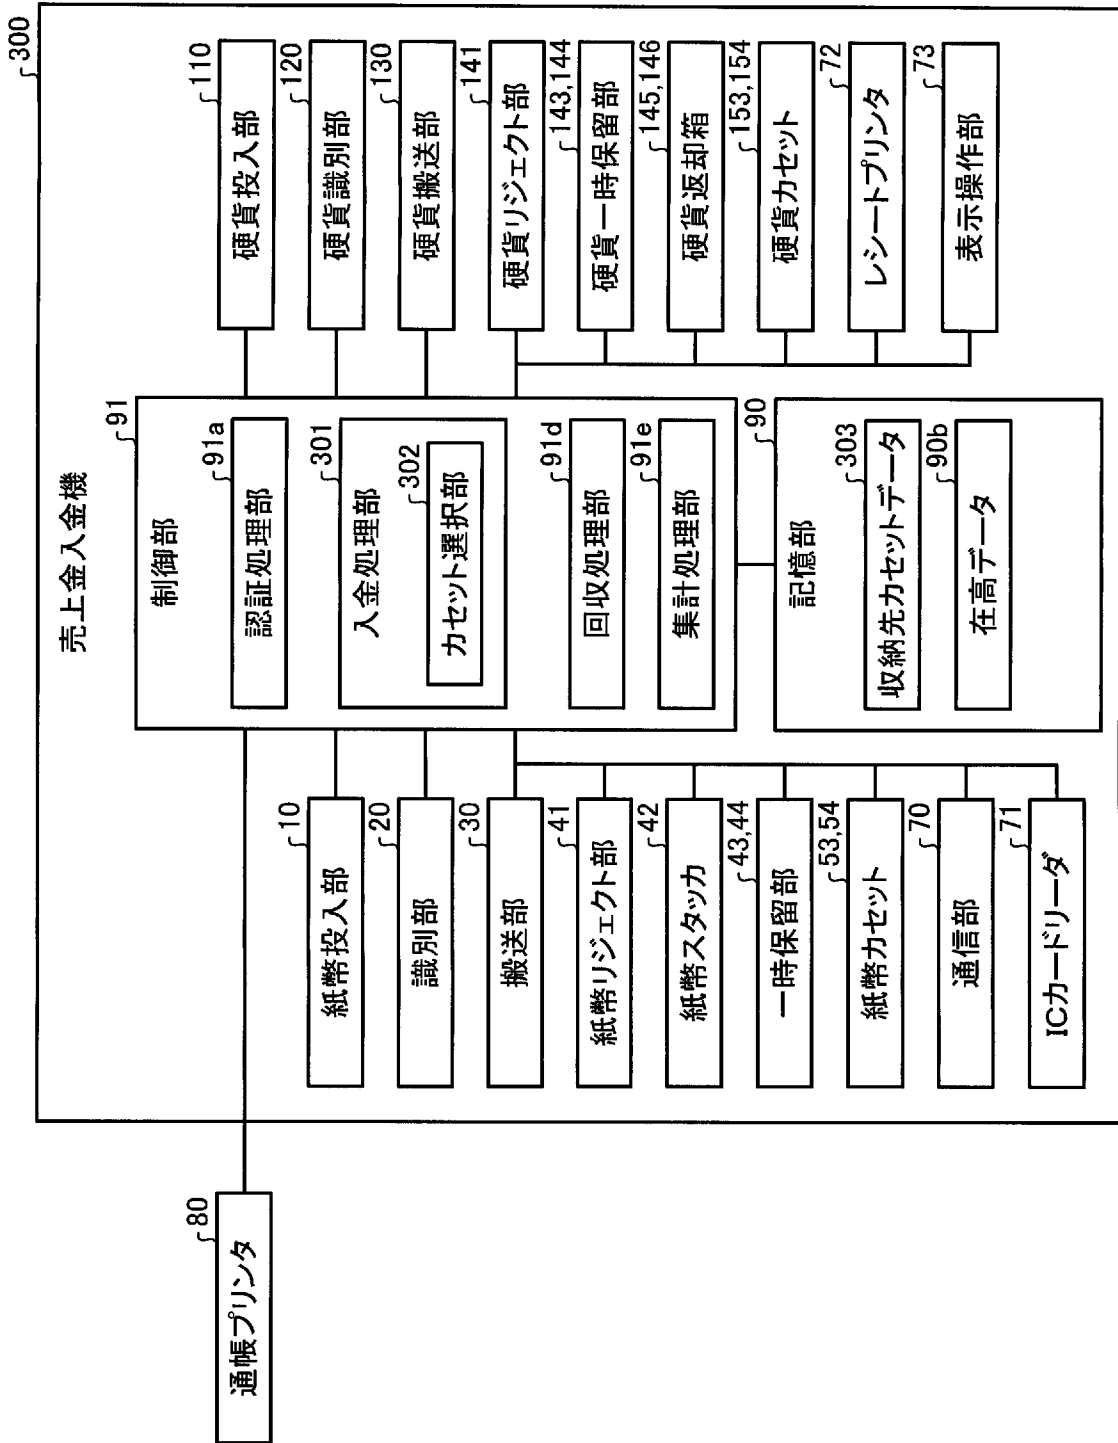 売上金入金機
300
通帳プリンタ
80
紙幣投入部
10
識別部
20
搬送部
30
紙幣リジェクト部
41
紙幣スタッカ
42
一時保留部
43,44
紙幣カセット
53,54
通信部
70
ICカードリーダ
71
制御部
91
認証処理部
91a
入金処理部
301
カセット選択部
302
回収処理部
91d
集計処理部
91e
記憶部
90
収納先カセットデータ
303
在高データ
90b
硬貨投入部
110
硬貨識別部
120
硬貨搬送部
130
硬貨リジェクト部
141
硬貨一時保留部
143,144
硬貨返却箱
145,146
硬貨カセット
153,154
レシートプリンタ
72
表示操作部
73